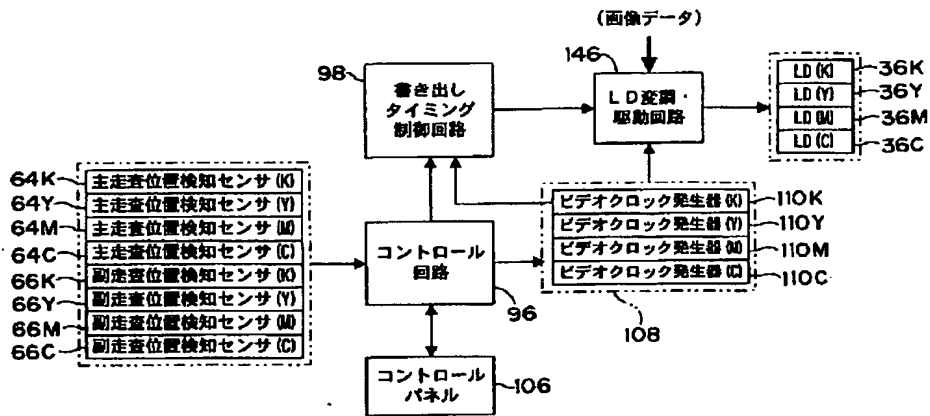 (画像データ)
98
146
書き出し
タイミング
制御回路
LD変調・
駆動回路
LD(K)
LD(Y)
LD(M)
LD(C)
36K
36Y
36M
36C
64K
64Y
64M
64C
66K
66Y
66M
66C
主走査位置検知センサ(K)
主走査位置検知センサ(Y)
主走査位置検知センサ(M)
主走査位置検知センサ(C)
副走査位置検知センサ(K)
副走査位置検知センサ(Y)
副走査位置検知センサ(M)
副走査位置検知センサ(C)
コントロール
回路
96
ビデオクロック発生器(K)
ビデオクロック発生器(Y)
ビデオクロック発生器(M)
ビデオクロック発生器(C)
110K
110Y
110M
110C
108
コントロール
パネル
106